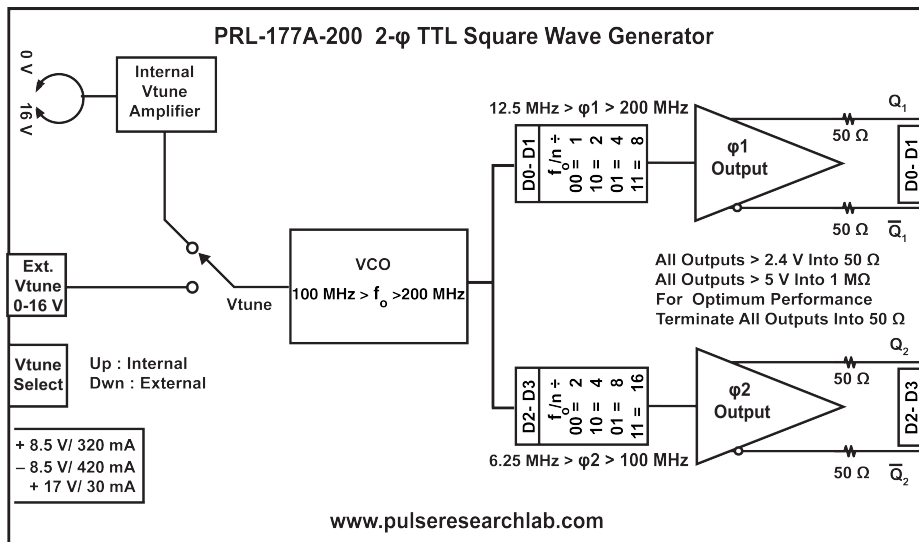 PRL-177A-200 2-φ TTL Square Wave Generator
0 V
16 V
Internal
Vtune
Amplifier
Ext.
Vtune
0-16 V
Vtune
Select
Up : Internal
Dwn : External
+ 8.5 V/ 320 mA
– 8.5 V/ 420 mA
+ 17 V/ 30 mA
Vtune
VCO
100 MHz > fo >200 MHz
12.5 MHz > φ1 > 200 MHz
D0- D1
fo/n ÷
00 = 1
10 = 2
01 = 4
11 = 8
φ1
Output
50 Ω
Q1
D0- D1
50 Ω
Q̅1
All Outputs > 2.4 V Into 50 Ω
All Outputs > 5 V Into 1 MΩ
For Optimum Performance
Terminate All Outputs Into 50 Ω
D2- D3
fo/n ÷
00 = 2
10 = 4
01 = 8
11 = 16
6.25 MHz > φ2 > 100 MHz
φ2
Output
50 Ω
Q2
D2- D3
50 Ω
Q̅2
www.pulseresearchlab.com